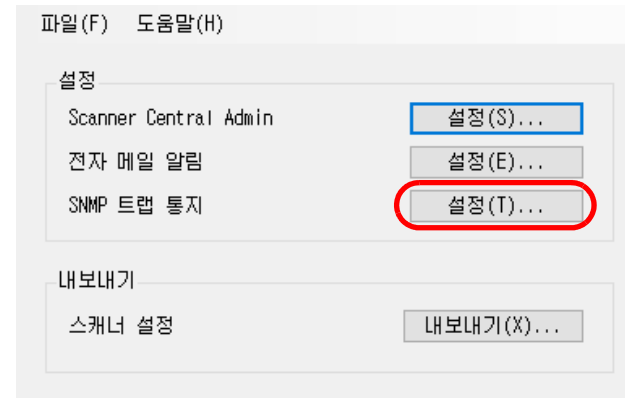 파일(F) 도움말(H)
설정
Scanner Central Admin 설정(S)...
전자 메일 알림 설정(E)...
SNMP 트랩 통지 설정(T)...
내보내기
스캐너 설정 내보내기(X)...